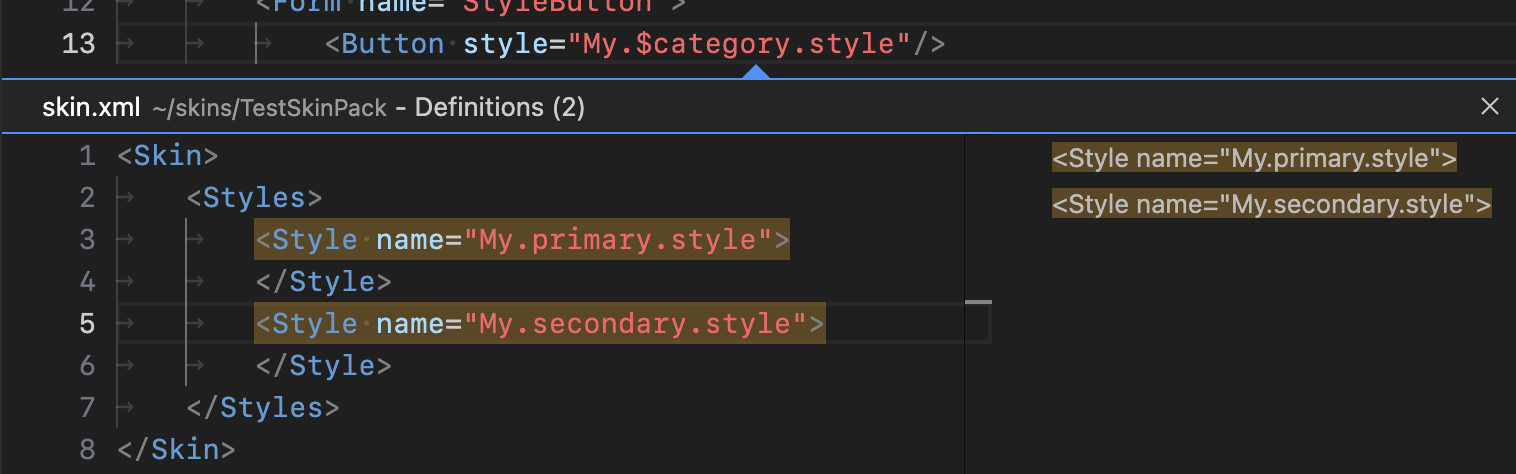 12 <Form name="StyleButton">
13 <Button style="My.$category.style"/>
skin.xml ~/skins/TestSkinPack - Definitions (2)
1 <Skin>
2 <Styles>
3 <Style name="My.primary.style">
4 </Style>
5 <Style name="My.secondary.style">
6 </Style>
7 </Styles>
8 </Skin>
<Style name="My.primary.style">
<Style name="My.secondary.style">